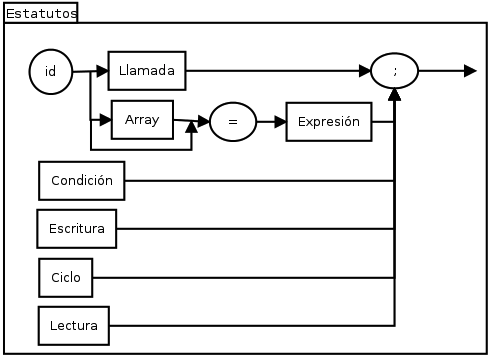 Estatutos
id
Llamada
;
Array
=
Expresión
Condición
Escritura
Ciclo
Lectura